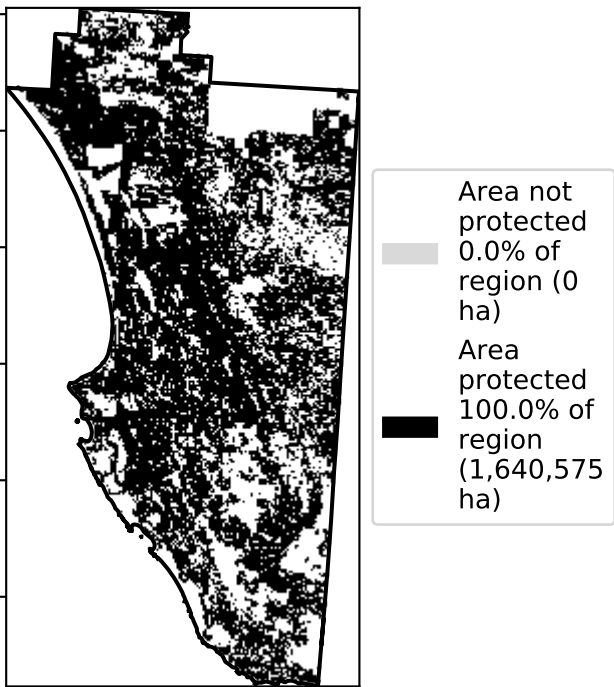 Area not
protected
0.0% of
region (0
ha)
Area
protected
100.0% of
region
(1,640,575
ha)